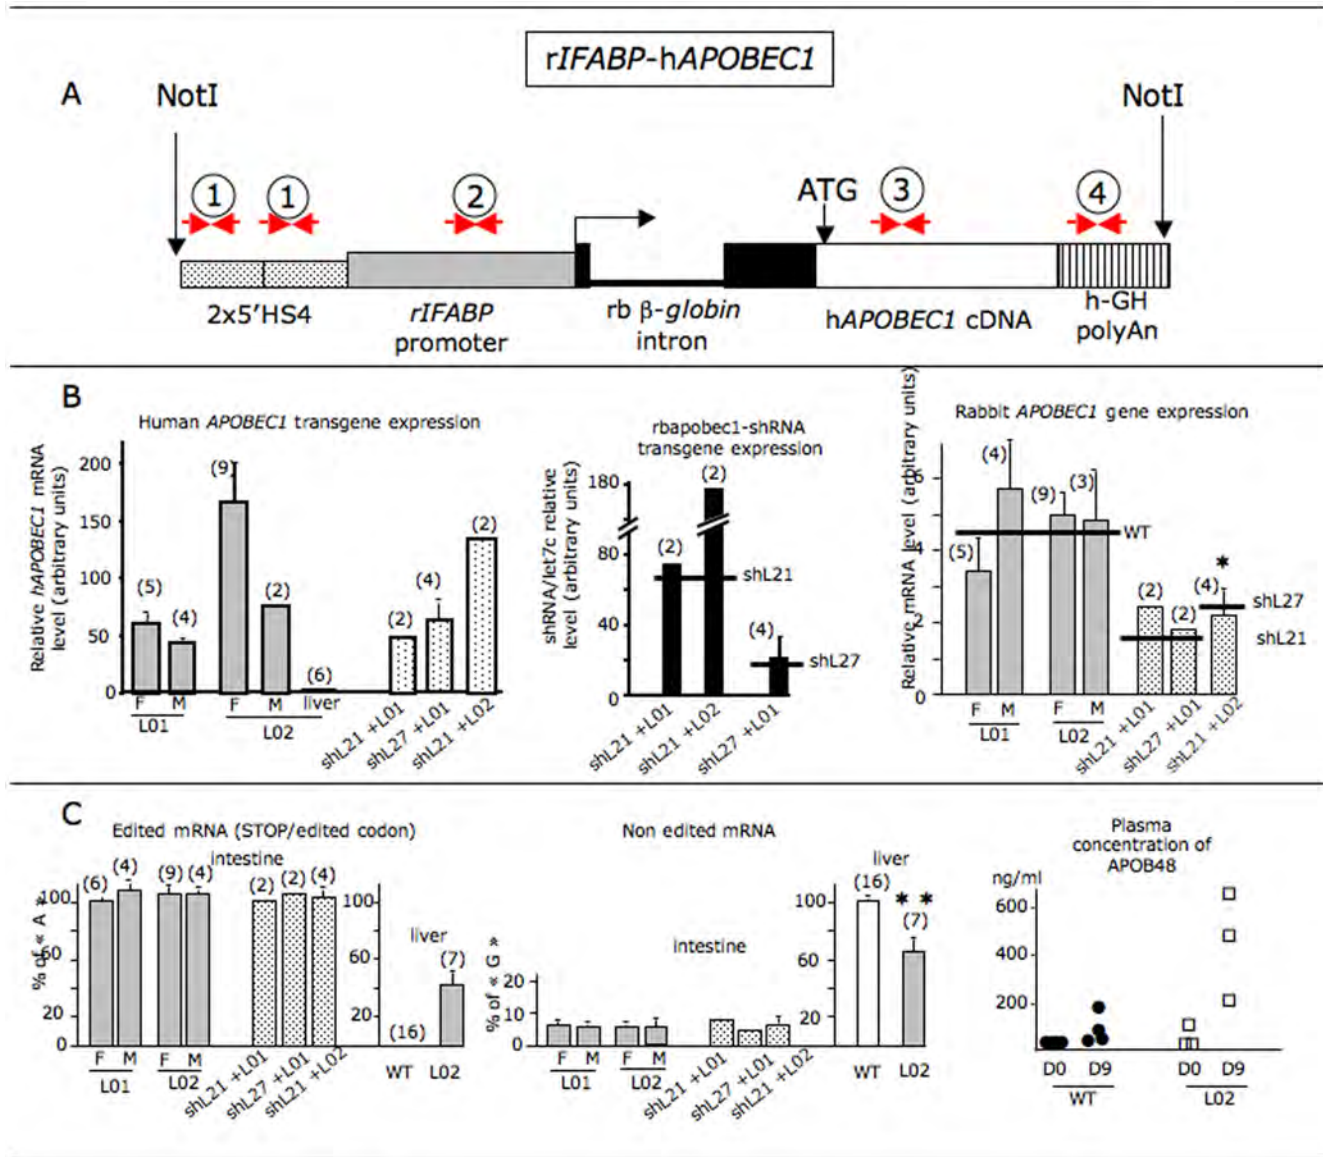 rIFABP-hAPOBEC1
A
NotI
NotI
1
1
2
ATG
3
4
2x5'HS4
rIFABP
promoter
rb β-globin
intron
hAPOBEC1 cDNA
h-GH
polyAn
B
Human APOBEC1 transgene expression
Relative hAPOBEC1 mRNA
level (arbitrary units)
200
150
100
50
0
(5)
(4)
(9)
(2)
(6)
(2)
(4)
(2)
F
M
F
M
liver
L01
L02
shL21 +L01
shL27 +L01
shL21 +L02
rbapobec1-shRNA
transgene expression
shRNA/let7c relative
level (arbitrary units)
180
80
40
0
(2)
(2)
(4)
shL21
shL27
shL21 +L01
shL21 +L02
shL27 +L01
Rabbit APOBEC1 gene expression
Relative mRNA level (arbitrary units)
6
4
2
0
(5)
(4)
(9)
(3)
WT
(2)
(2)
(4)
*
shL27
shL21
F
M
F
M
L01
L02
shL21 +L01
shL27 +L01
shL21 +L02
C
Edited mRNA (STOP/edited codon)
intestine
% of « A »
100
60
20
0
(6)
(4)
(9)
(4)
(2)
(2)
(4)
F
M
F
M
L01
L02
shL21 +L01
shL27 +L01
shL21 +L02
100
60
20
liver
(16)
(7)
WT
L02
Non edited mRNA
intestine
% of « G »
20
10
0
F
M
F
M
L01
L02
shL21 +L01
shL27 +L01
shL21 +L02
liver
100
60
20
(16)
**
(7)
WT
L02
Plasma
concentration of
APOB48
ng/ml
600
400
200
D0
D9
D0
D9
WT
L02